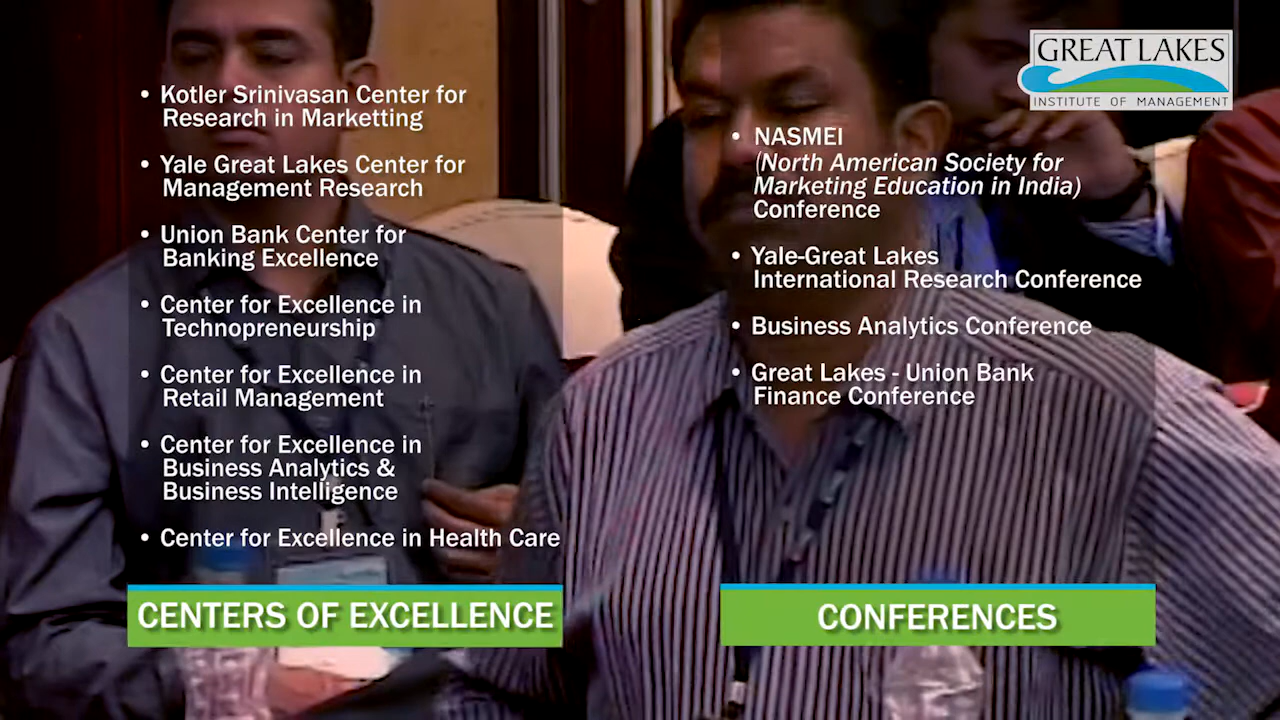 GREAT LAKES
INSTITUTE OF MANAGEMENT
• Kotler Srinivasan Center for
Research in Marketting
• Yale Great Lakes Center for
Management Research
• Union Bank Center for
Banking Excellence
• Center for Excellence in
Technopreneurship
• Center for Excellence in
Retail Management
• Center for Excellence in
Business Analytics &
Business Intelligence
• Center for Excellence in Health Care
CENTERS OF EXCELLENCE
• NASMEI
(North American Society for
Marketing Education in India)
Conference
• Yale-Great Lakes
International Research Conference
• Business Analytics Conference
• Great Lakes - Union Bank
Finance Conference
CONFERENCES